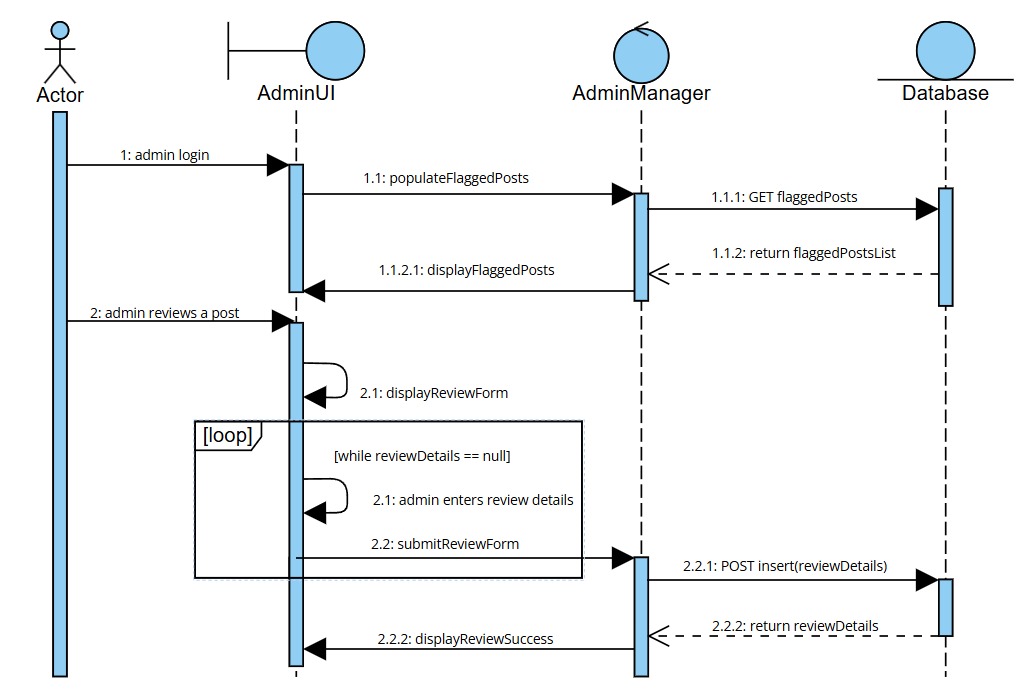 Actor
AdminUI
AdminManager
Database
1: admin login
1.1: populateFlaggedPosts
1.1.1: GET flaggedPosts
1.1.2: return flaggedPostsList
1.1.2.1: displayFlaggedPosts
2: admin reviews a post
2.1: displayReviewForm
[loop]
[while reviewDetails == null]
2.1: admin enters review details
2.2: submitReviewForm
2.2.1: POST insert(reviewDetails)
2.2.2: return reviewDetails
2.2.2: displayReviewSuccess